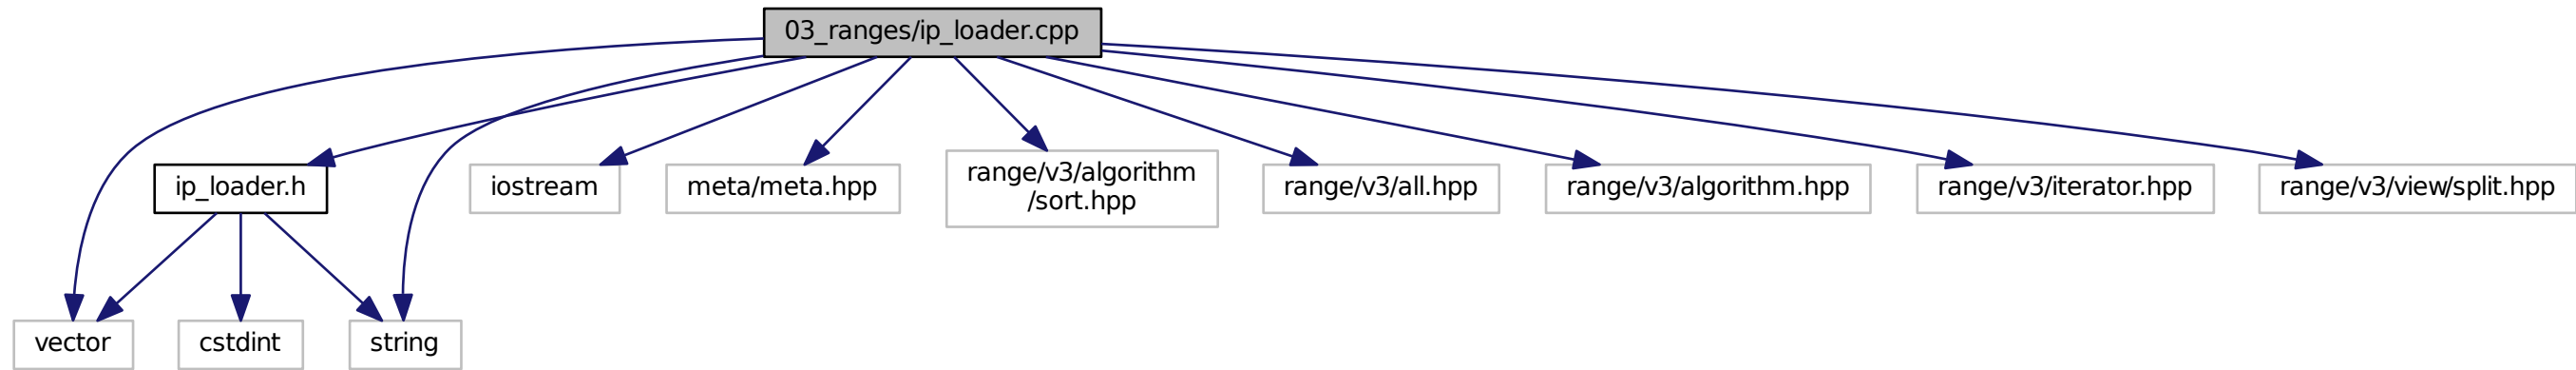 03_ranges/ip_loader.cpp
ip_loader.h
iostream
meta/meta.hpp
range/v3/algorithm
/sort.hpp
range/v3/all.hpp
range/v3/algorithm.hpp
range/v3/iterator.hpp
range/v3/view/split.hpp
vector
cstdint
string